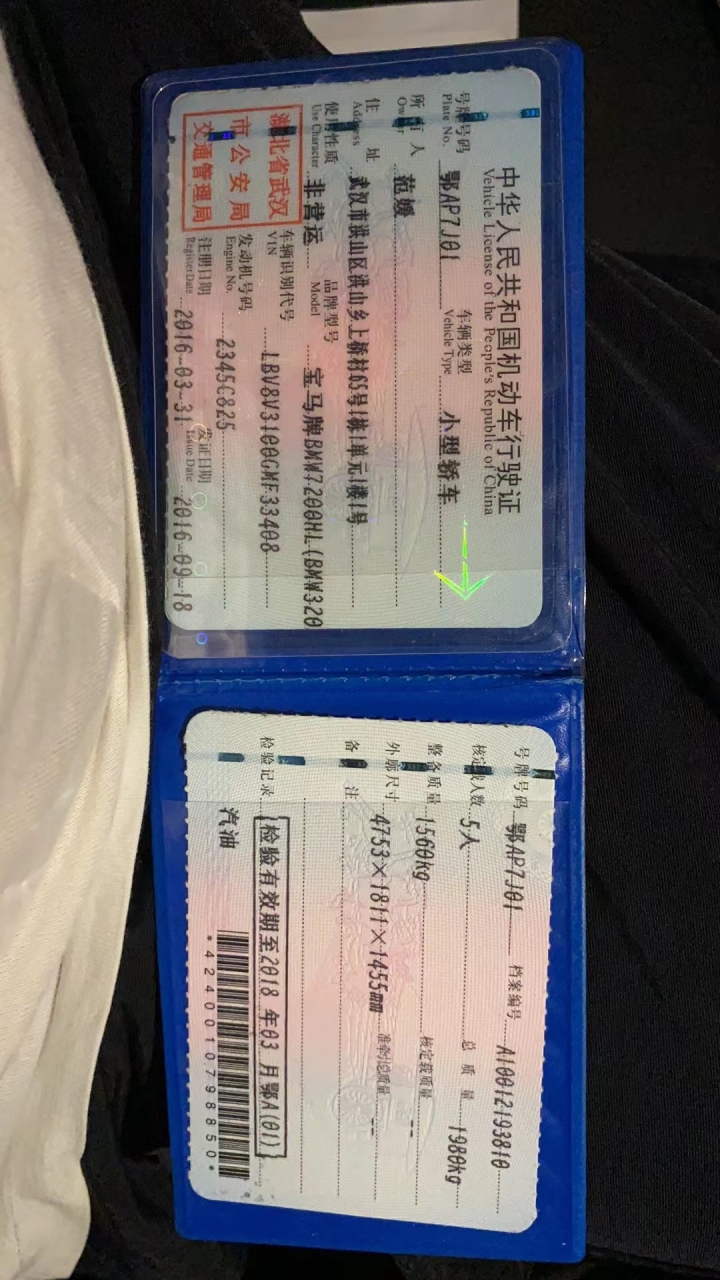 中华人民共和国机动车行驶证
Vehicle License of the People's Republic of China
号牌号码 鄂AP7J01 车辆类型 小型轿车
Plate No. Vehicle Type
所有人 范媛
Owner
住址 武汉市洪山区洪山乡上桥村65号1栋1单元1楼1号
Address
使用性质 非营运 品牌型号 宝马牌BMW7200HL(BMW320
Use Character Model
湖北省武汉
市公安局
交通管理局
车辆识别代号 LBV8V3100GMF33408
VIN
发动机号码 2345C825
Engine No.
注册日期 2016-03-31 发证日期 2016-09-18
Register Date Issue Date
号牌号码 鄂AP7J01 档案编号 A10012193810
核定载人数 5人 总质量 1980kg
整备质量 1560kg 核定载质量 --
外廓尺寸 4753×1811×1455mm 准牵引总质量 --
备注
检验记录 检验有效期至2018年03月鄂A(01)
汽油 *4240010798850*